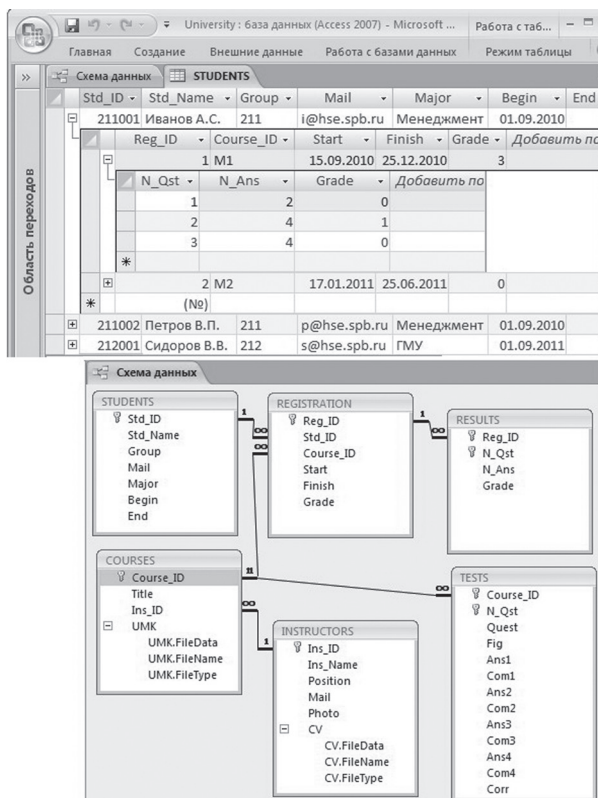 University : база данных (Access 2007) - Microsoft ... Работа с таб...
Главная Создание Внешние данные Работа с базами данных Режим таблицы
Схема данных STUDENTS
Область переходов
Std_ID Std_Name Group Mail Major Begin End
211001 Иванов А.С. 211 i@hse.spb.ru Менеджмент 01.09.2010
Reg_ID Course_ID Start Finish Grade Добавить по
1 M1 15.09.2010 25.12.2010 3
N_Qst N_Ans Grade Добавить по
1 2 0
2 4 1
3 4 0
*
2 M2 17.01.2011 25.06.2011 0
* (№)
211002 Петров В.П. 211 p@hse.spb.ru Менеджмент 01.09.2010
212001 Сидоров В.В. 212 s@hse.spb.ru ГМУ 01.09.2011
Схема данных
STUDENTS
Std_ID
Std_Name
Group
Mail
Major
Begin
End
1
∞
∞
REGISTRATION
Reg_ID
Std_ID
Course_ID
Start
Finish
Grade
1
∞
RESULTS
Reg_ID
N_Qst
N_Ans
Grade
COURSES
Course_ID
Title
Ins_ID
UMK
UMK.FileData
UMK.FileName
UMK.FileType
11
∞
1
∞
INSTRUCTORS
Ins_ID
Ins_Name
Position
Mail
Photo
CV
CV.FileData
CV.FileName
CV.FileType
TESTS
Course_ID
N_Qst
Quest
Fig
Ans1
Com1
Ans2
Com2
Ans3
Com3
Ans4
Com4
Corr